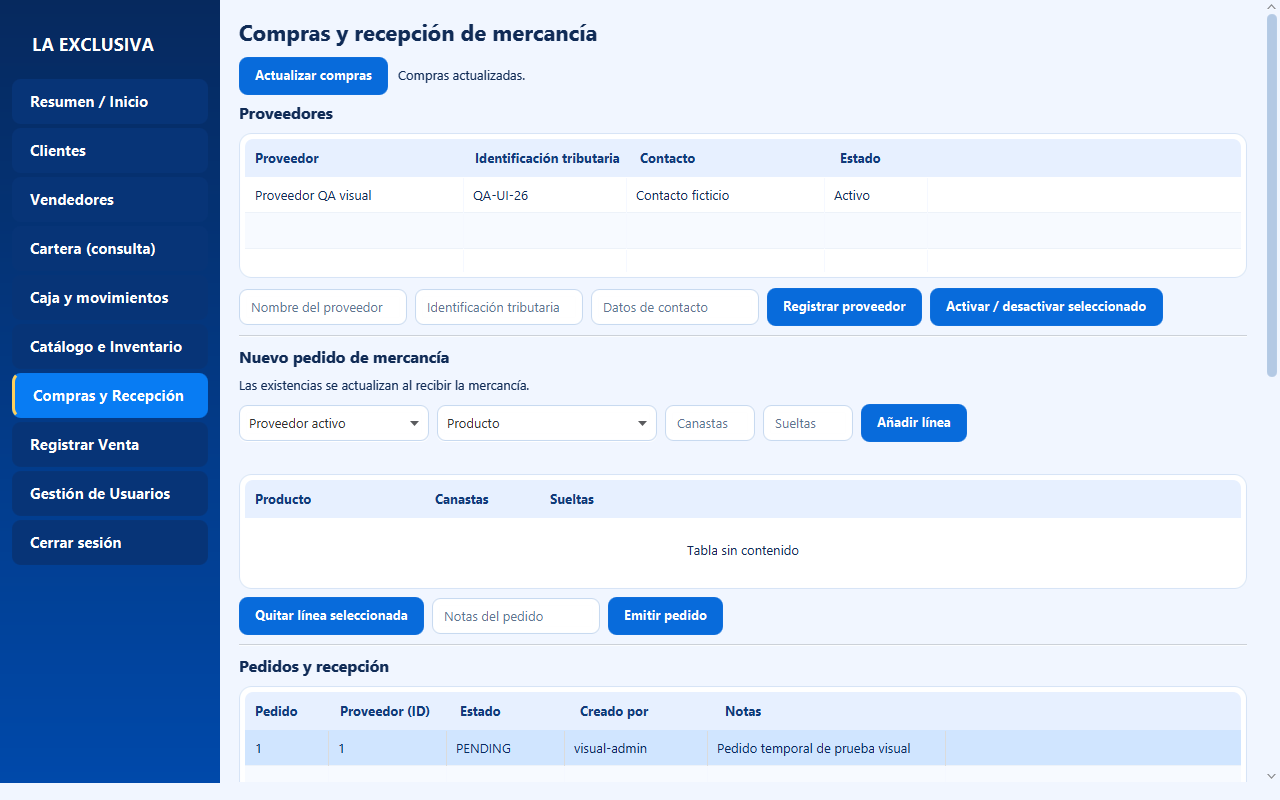 LA EXCLUSIVA
Resumen / Inicio
Clientes
Vendedores
Cartera (consulta)
Caja y movimientos
Catálogo e Inventario
Compras y Recepción
Registrar Venta
Gestión de Usuarios
Cerrar sesión
Compras y recepción de mercancía
Actualizar compras Compras actualizadas.
Proveedores
Proveedor Identificación tributaria Contacto Estado
Proveedor QA visual QA-UI-26 Contacto ficticio Activo
Nombre del proveedor Identificación tributaria Datos de contacto Registrar proveedor Activar / desactivar seleccionado
Nuevo pedido de mercancía
Las existencias se actualizan al recibir la mercancía.
Proveedor activo Producto Canastas Sueltas Añadir línea
Producto Canastas Sueltas
Tabla sin contenido
Quitar línea seleccionada Notas del pedido Emitir pedido
Pedidos y recepción
Pedido Proveedor (ID) Estado Creado por Notas
1 1 PENDING visual-admin Pedido temporal de prueba visual